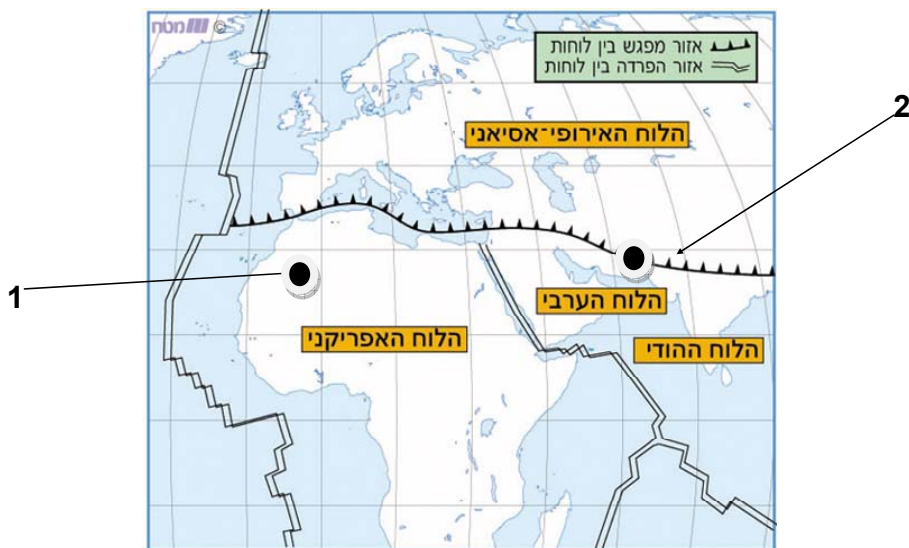 © מטח
אזור מפגש בין לוחות
אזור הפרדה בין לוחות
הלוח האירופי־אסיאני
2
1
הלוח הערבי
הלוח האפריקני
הלוח ההודי